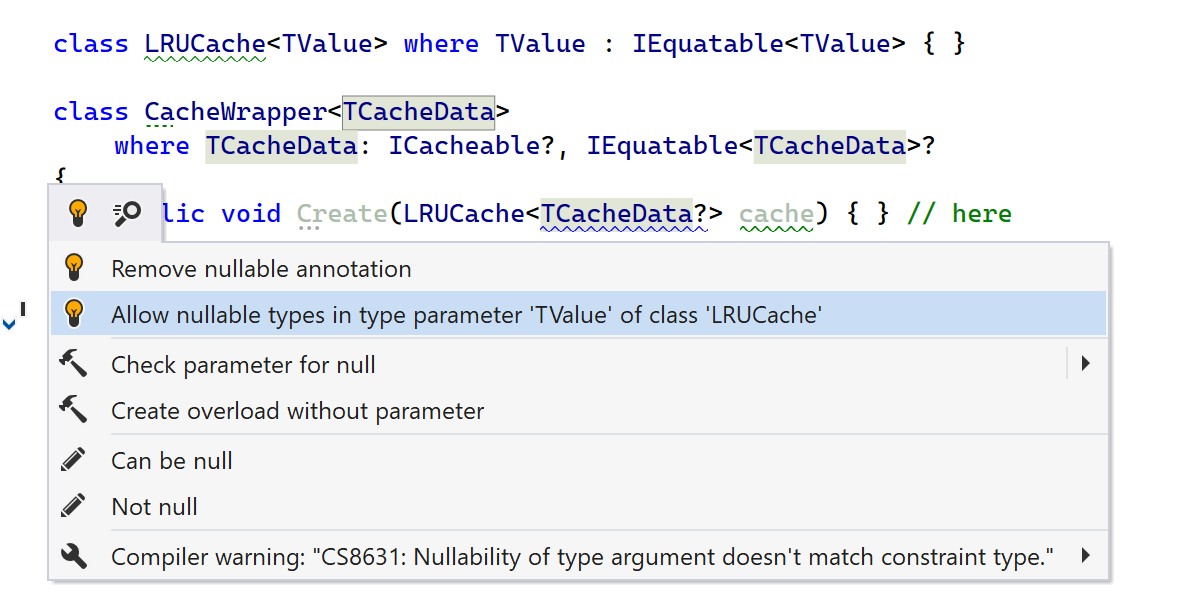 class LRUCache<TValue> where TValue : IEquatable<TValue> { }
class CacheWrapper<TCacheData>
where TCacheData: ICacheable?, IEquatable<TCacheData>?
{
lic void Create(LRUCache<TCacheData?> cache) { } // here
Remove nullable annotation
Allow nullable types in type parameter 'TValue' of class 'LRUCache'
Check parameter for null
Create overload without parameter
Can be null
Not null
Compiler warning: "CS8631: Nullability of type argument doesn't match constraint type."